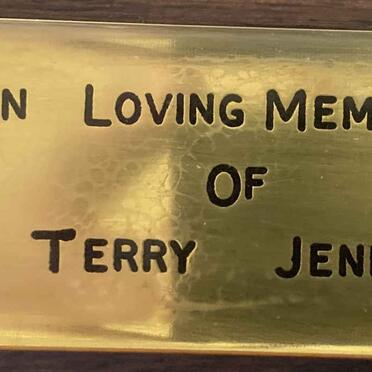 N LOVING MEM
OF
TERRY JEN